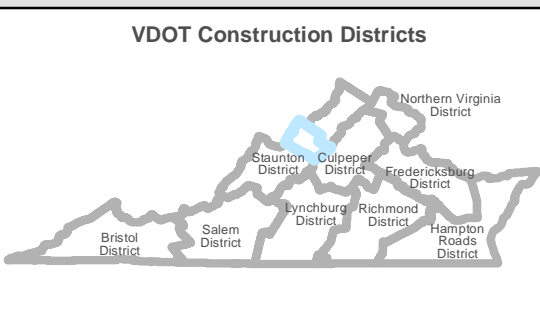 VDOT Construction Districts
Northern Virginia
District
Staunton
District
Culpeper
District
Fredericksburg
District
Lynchburg
District
Richmond
District
Salem
District
Hampton
Roads
District
Bristol
District